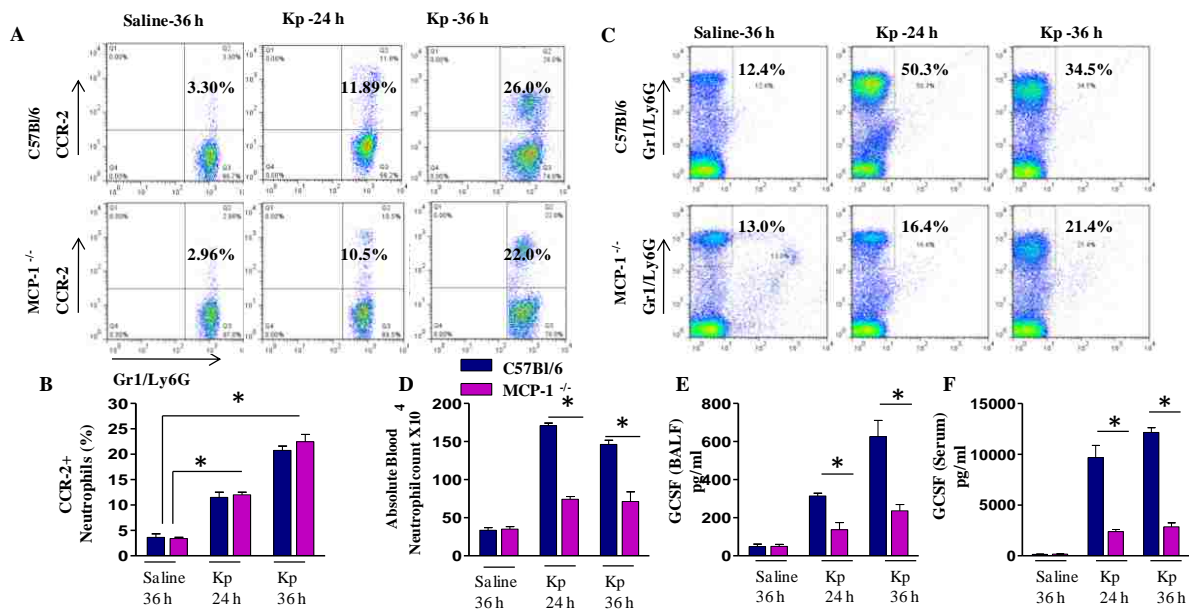 A
Saline-36 h
Kp -24 h
Kp -36 h
C57Bl/6
CCR-2
3.30%
11.89%
26.0%
MCP-1 -/-
CCR-2
2.96%
10.5%
22.0%
Gr1/Ly6G
C
Saline-36 h
Kp -24 h
Kp -36 h
C57Bl/6
Gr1/Ly6G
12.4%
50.3%
34.5%
MCP-1 -/-
Gr1/Ly6G
13.0%
16.4%
21.4%
C57Bl/6
MCP-1 -/-
B
CCR-2+
Neutrophils (%)
30
25
20
15
10
5
0
*
*
Saline
36 h
Kp
24 h
Kp
36 h
D
Absolute Blood
Neutrophil count X10 4
200
150
100
50
0
*
*
Saline
36 h
Kp
24 h
Kp
36 h
E
GCSF (BALF)
pg/ml
800
600
400
200
0
*
*
Saline
36 h
Kp
24 h
Kp
36 h
F
GCSF (Serum)
pg/ml
15000
10000
5000
0
*
*
Saline
36 h
Kp
24 h
Kp
36 h